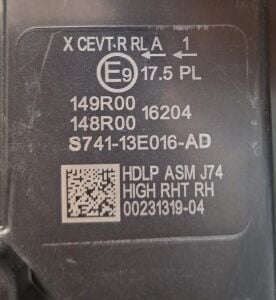 X CEVT-R RL A 1
E9 17.5 PL
149R00
148R00 16204
S741-13E016-AD
HDLP ASM J74
HIGH RHT RH
00231319-04